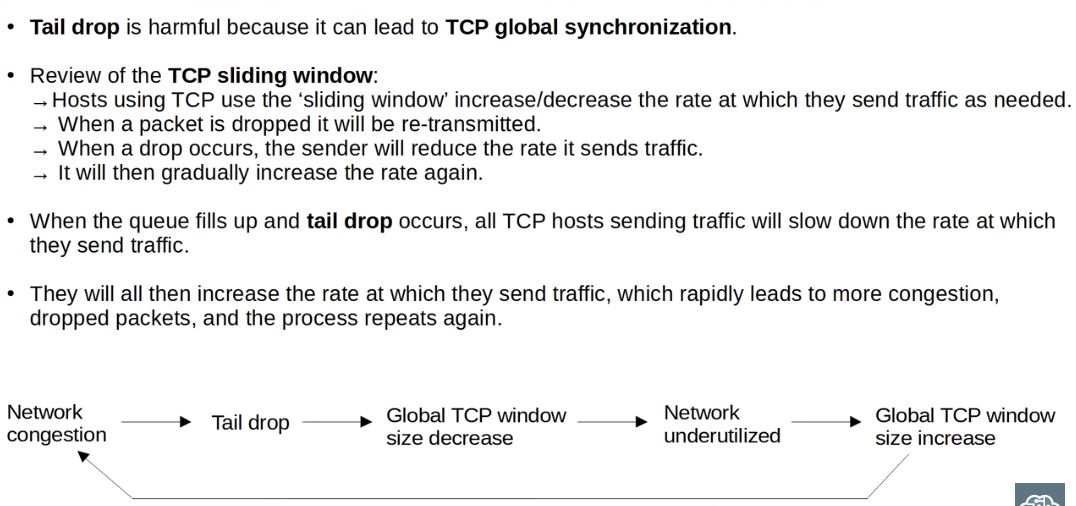 • Tail drop is harmful because it can lead to TCP global synchronization.
• Review of the TCP sliding window:
→Hosts using TCP use the ‘sliding window’ increase/decrease the rate at which they send traffic as needed.
→ When a packet is dropped it will be re-transmitted.
→ When a drop occurs, the sender will reduce the rate it sends traffic.
→ It will then gradually increase the rate again.
• When the queue fills up and tail drop occurs, all TCP hosts sending traffic will slow down the rate at which
they send traffic.
• They will all then increase the rate at which they send traffic, which rapidly leads to more congestion,
dropped packets, and the process repeats again.
Network
congestion
Tail drop
Global TCP window
size decrease
Network
underutilized
Global TCP window
size increase